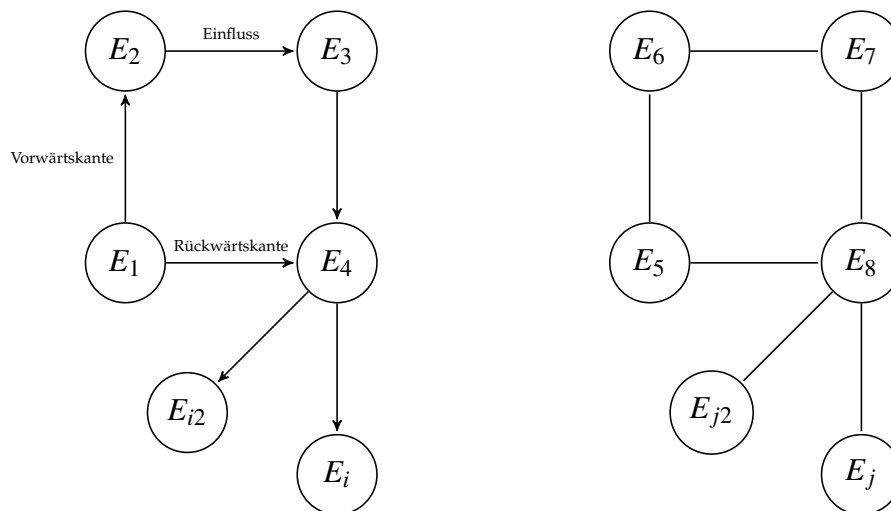 E2 Einfluss E3 E6 E7
Vorwärtskante
Rückwärtskante
E1 E4 E5 E8
Ei2 Ej2
Ei Ej